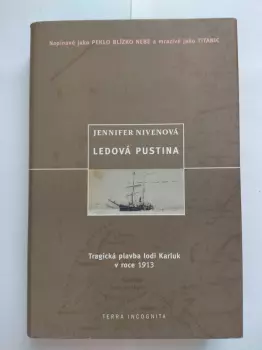 Napínavé jako PEKLO BLÍZKO NEBE a mrazivé jako TITANIC
JENNIFER NIVENOVÁ
LEDOVÁ PUSTINA
Tragická plavba lodi Karluk
v roce 1913
TERRA INCOGNITA